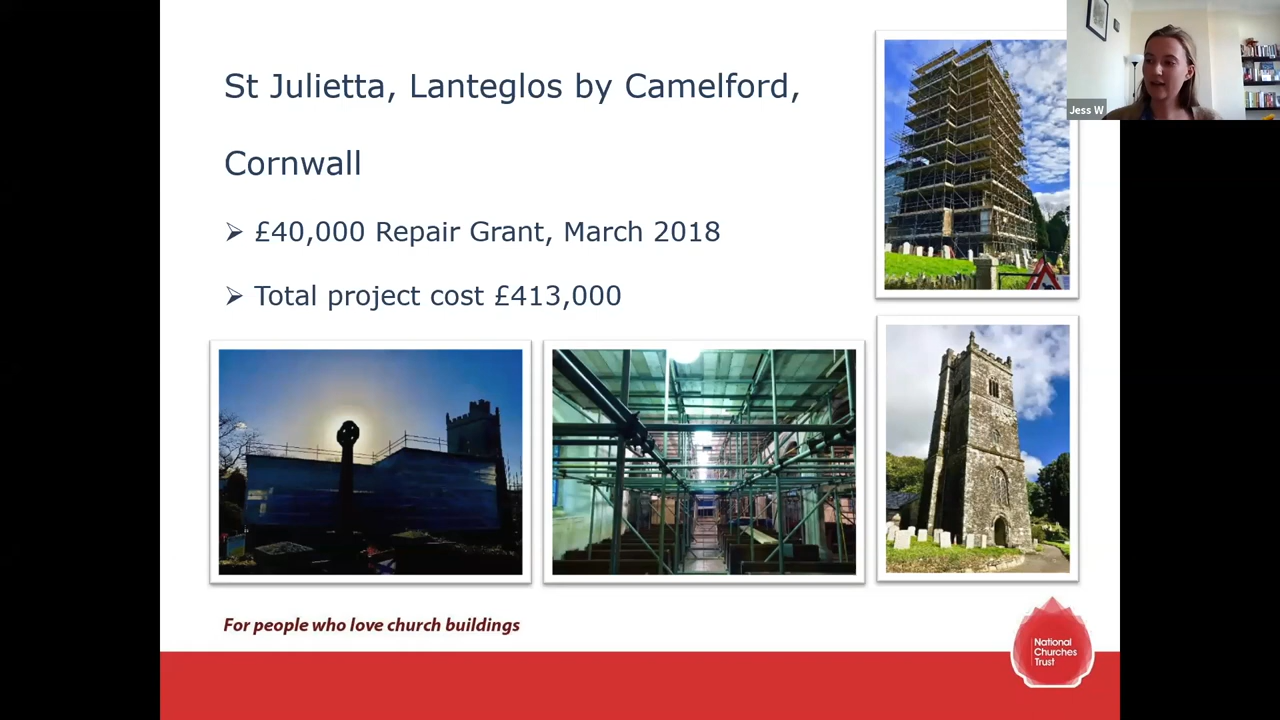 St Julietta, Lanteglos by Camelford,
Cornwall
➢ £40,000 Repair Grant, March 2018
➢ Total project cost £413,000
For people who love church buildings
National
Churches
Trust
Jess W